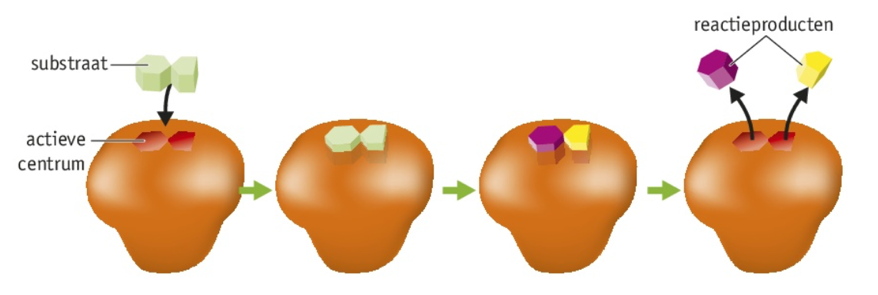 reactieproducten
substraat
actieve
centrum